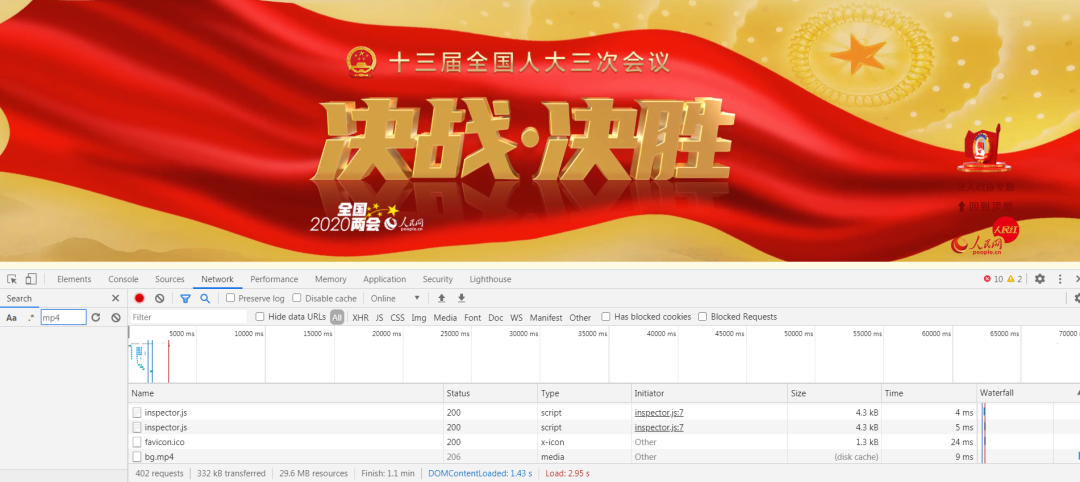 十三届全国人大三次会议
决战·决胜
全国
2020两会 人民网
people.cn
回到顶部
人民红
人民网
people.cn
Elements Console Sources Network Performance Memory Application Security Lighthouse 10 2
Search Preserve log Disable cache Online
Aa .* mp4 Filter Hide data URLs All XHR JS CSS Img Media Font Doc WS Manifest Other Has blocked cookies Blocked Requests
5000 ms 10000 ms 15000 ms 20000 ms 25000 ms 30000 ms 35000 ms 40000 ms 45000 ms 50000 ms 55000 ms 60000 ms 65000 ms 70000
Name Status Type Initiator Size Time Waterfall
inspector.js 200 script inspector.js:7 4.3 kB 4 ms
inspector.js 200 script inspector.js:7 4.3 kB 5 ms
favicon.ico 200 x-icon Other 1.3 kB 24 ms
bg.mp4 206 media Other (disk cache) 9 ms
402 requests 332 kB transferred 29.6 MB resources Finish: 1.1 min DOMContentLoaded: 1.43 s Load: 2.95 s